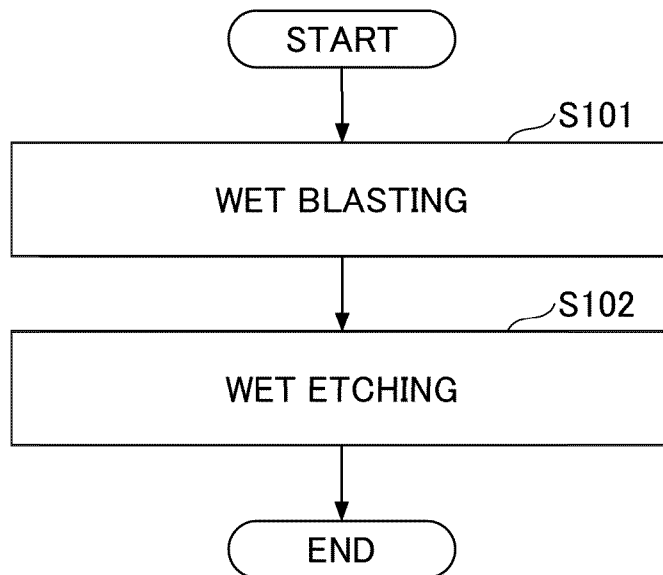 START
S101
WET BLASTING
S102
WET ETCHING
END